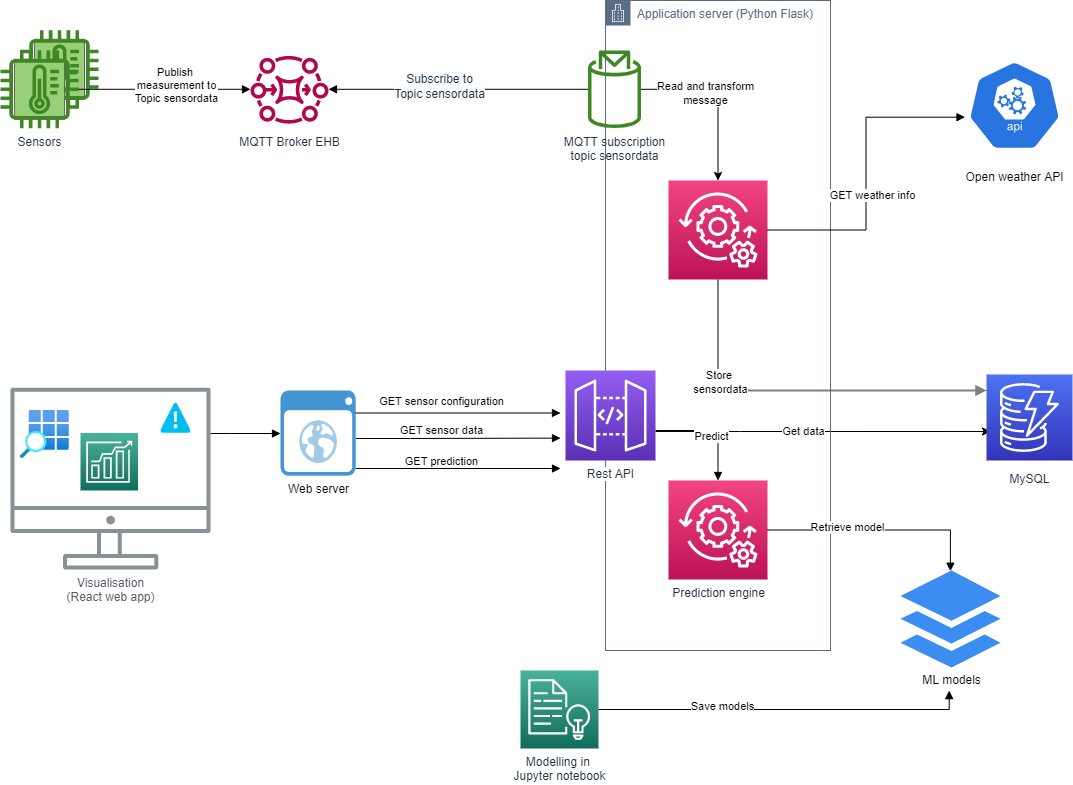 Application server (Python Flask)
Publish
measurement to
Topic sensordata
Subscribe to
Topic sensordata
Read and transform
message
Sensors
MQTT Broker EHB
MQTT subscription
topic sensordata
api
Open weather API
GET weather info
Store
sensordata
GET sensor configuration
GET sensor data
GET prediction
Predict
Get data
Rest API
MySQL
Web server
Retrieve model
Visualisation
(React web app)
Prediction engine
ML models
Save models
Modelling in
Jupyter notebook